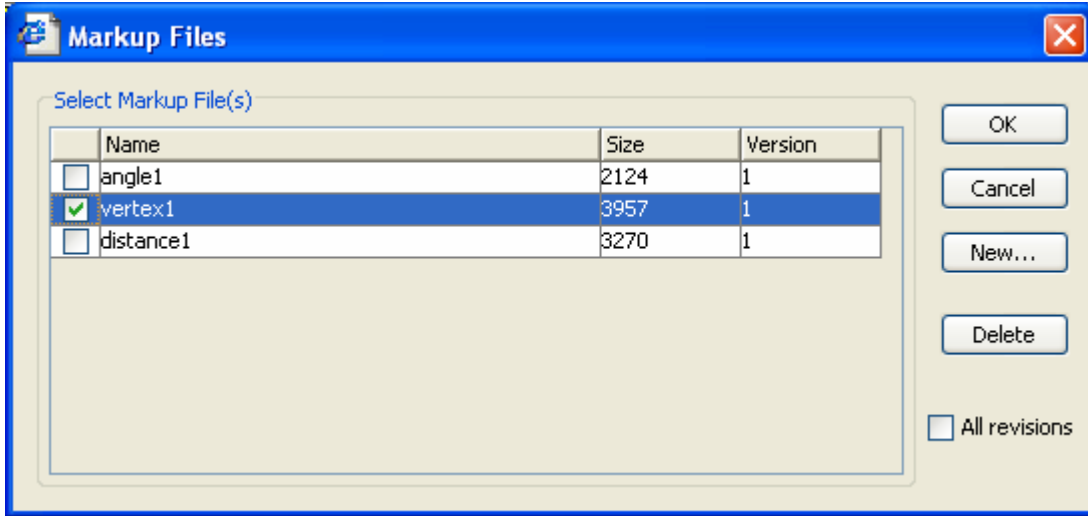 Markup Files
Select Markup File(s)
Name Size Version
angle1 2124 1
vertex1 3957 1
distance1 3270 1
OK
Cancel
New...
Delete
All revisions